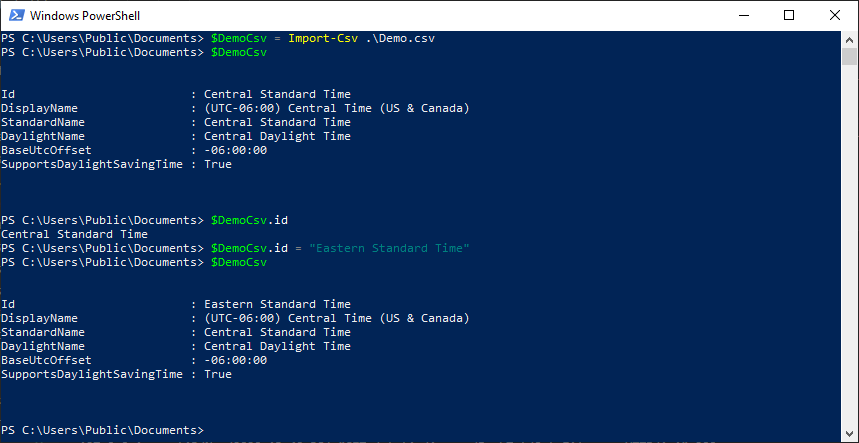 Windows PowerShell
PS C:\Users\Public\Documents> $DemoCsv = Import-Csv .\Demo.csv
PS C:\Users\Public\Documents> $DemoCsv
Id                         : Central Standard Time
DisplayName                : (UTC-06:00) Central Time (US & Canada)
StandardName               : Central Standard Time
DaylightName               : Central Daylight Time
BaseUtcOffset              : -06:00:00
SupportsDaylightSavingTime : True
PS C:\Users\Public\Documents> $DemoCsv.id
Central Standard Time
PS C:\Users\Public\Documents> $DemoCsv.id = "Eastern Standard Time"
PS C:\Users\Public\Documents> $DemoCsv
Id                         : Eastern Standard Time
DisplayName                : (UTC-06:00) Central Time (US & Canada)
StandardName               : Central Standard Time
DaylightName               : Central Daylight Time
BaseUtcOffset              : -06:00:00
SupportsDaylightSavingTime : True
PS C:\Users\Public\Documents>